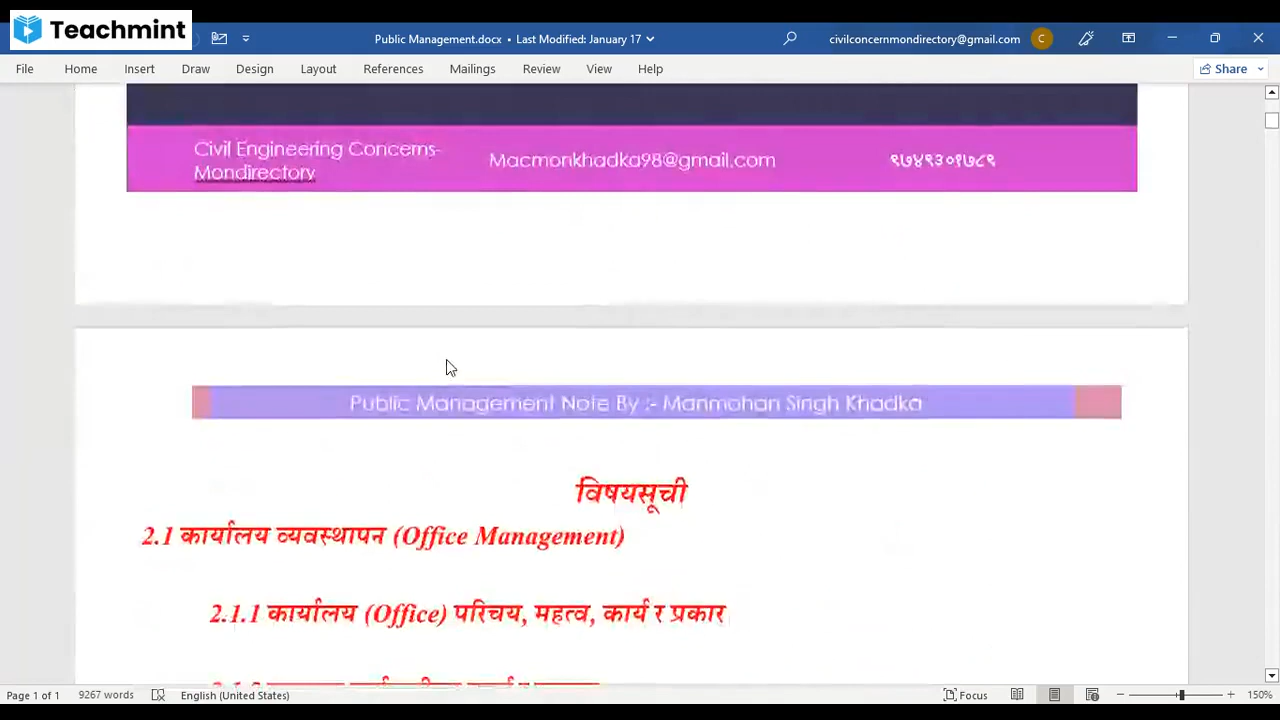 Teachmint
Public Management.docx • Last Modified: January 17
civilconcernmondirectory@gmail.com
C
File Home Insert Draw Design Layout References Mailings Review View Help
Share
Civil Engineering Concerns-
Mondirectory
Macmonkhadka98@gmail.com
९७४९३०१७८९
Public Management Note By :- Manmohan Singh Khadka
विषयसूची
2.1 कार्यालय व्यवस्थापन (Office Management)
2.1.1 कार्यालय (Office) परिचय, महत्व, कार्य र प्रकार
Page 1 of 1 9267 words English (United States) Focus 150%